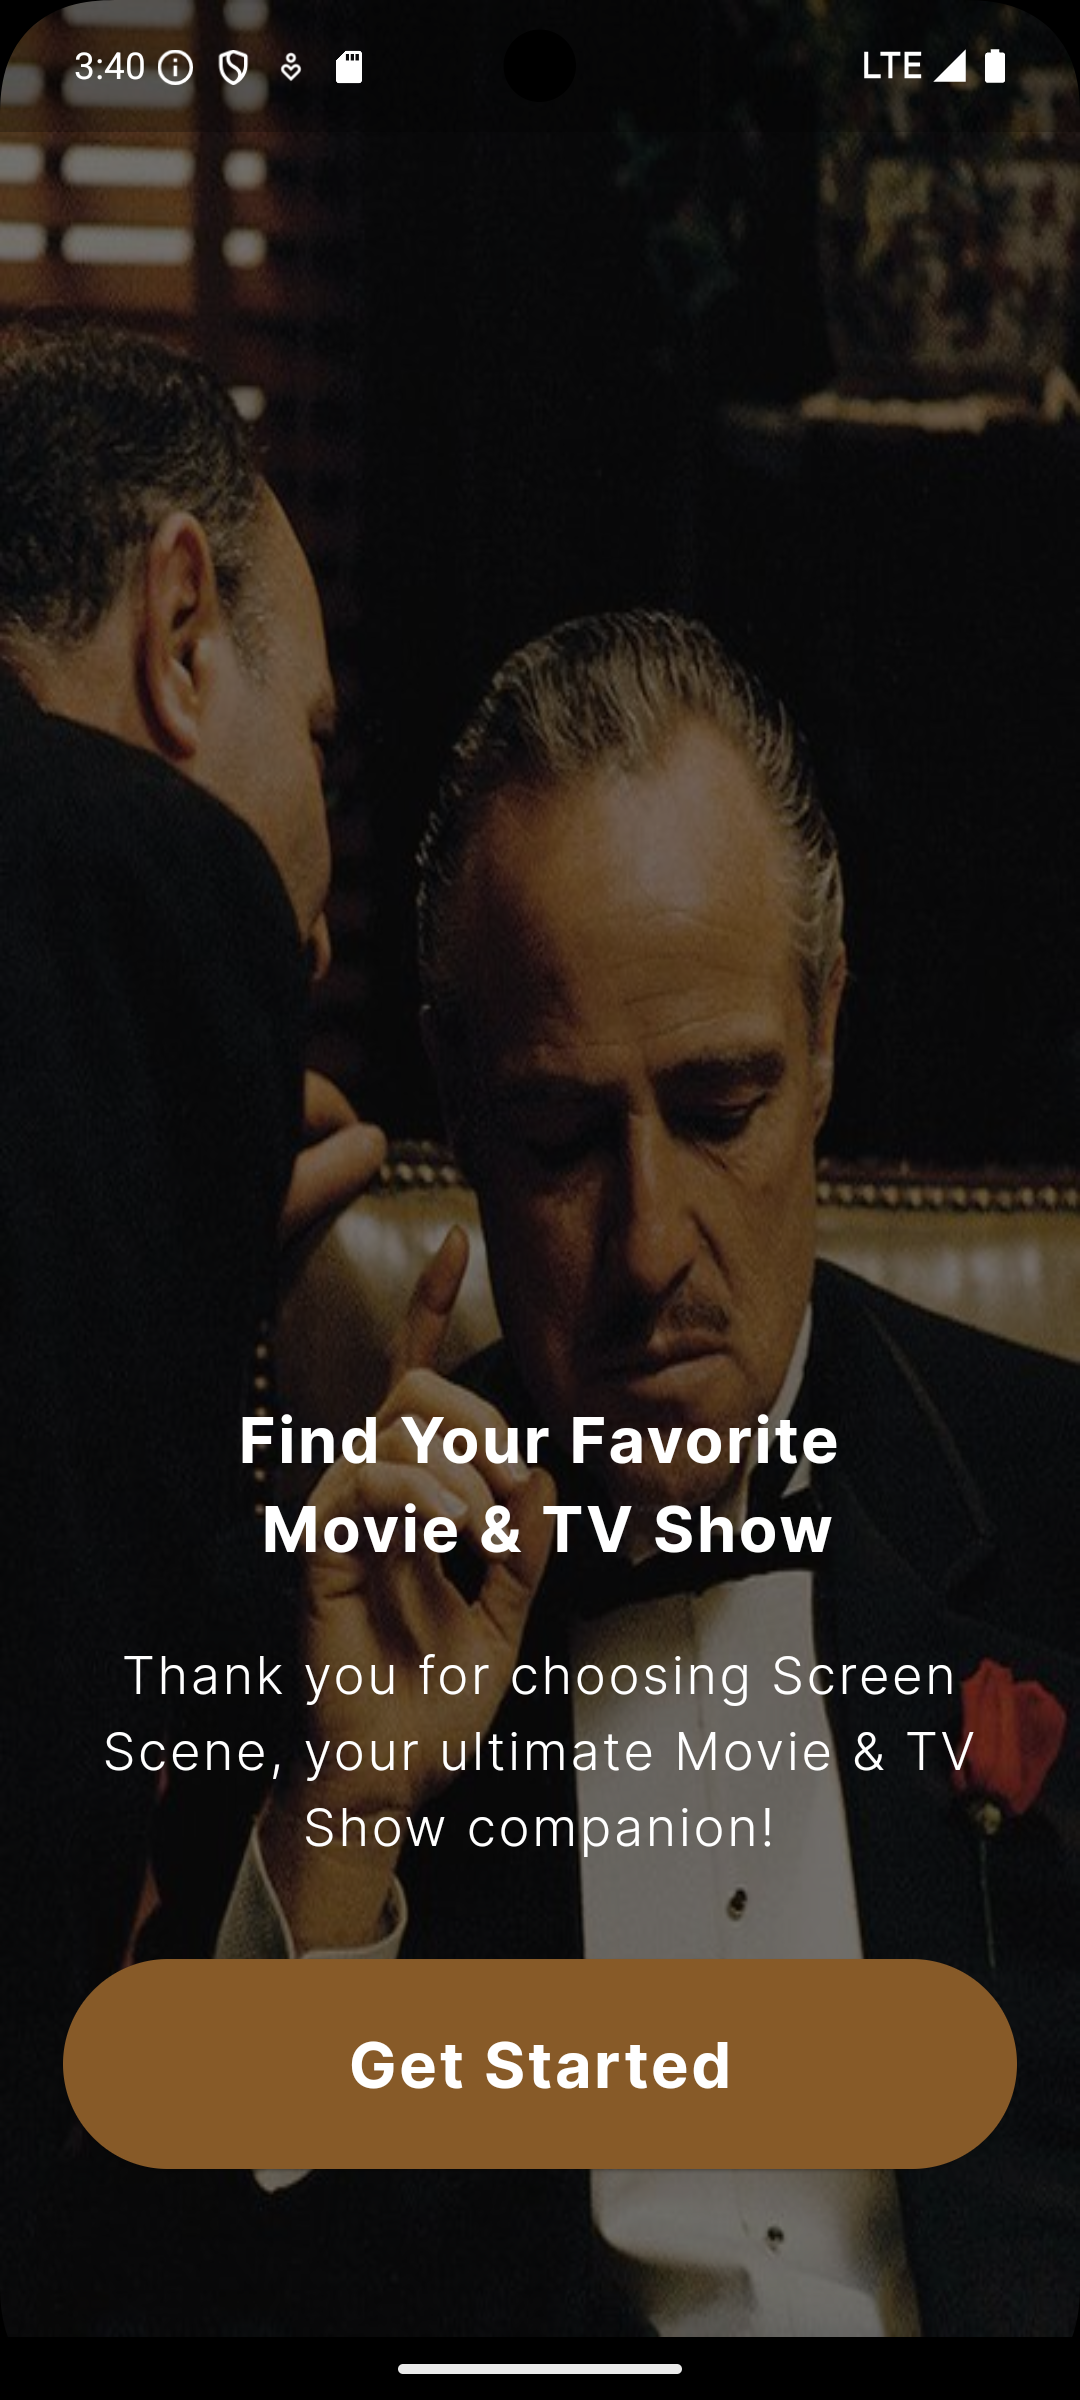 3:40
LTE
Find Your Favorite
Movie & TV Show
Thank you for choosing Screen
Scene, your ultimate Movie & TV
Show companion!
Get Started